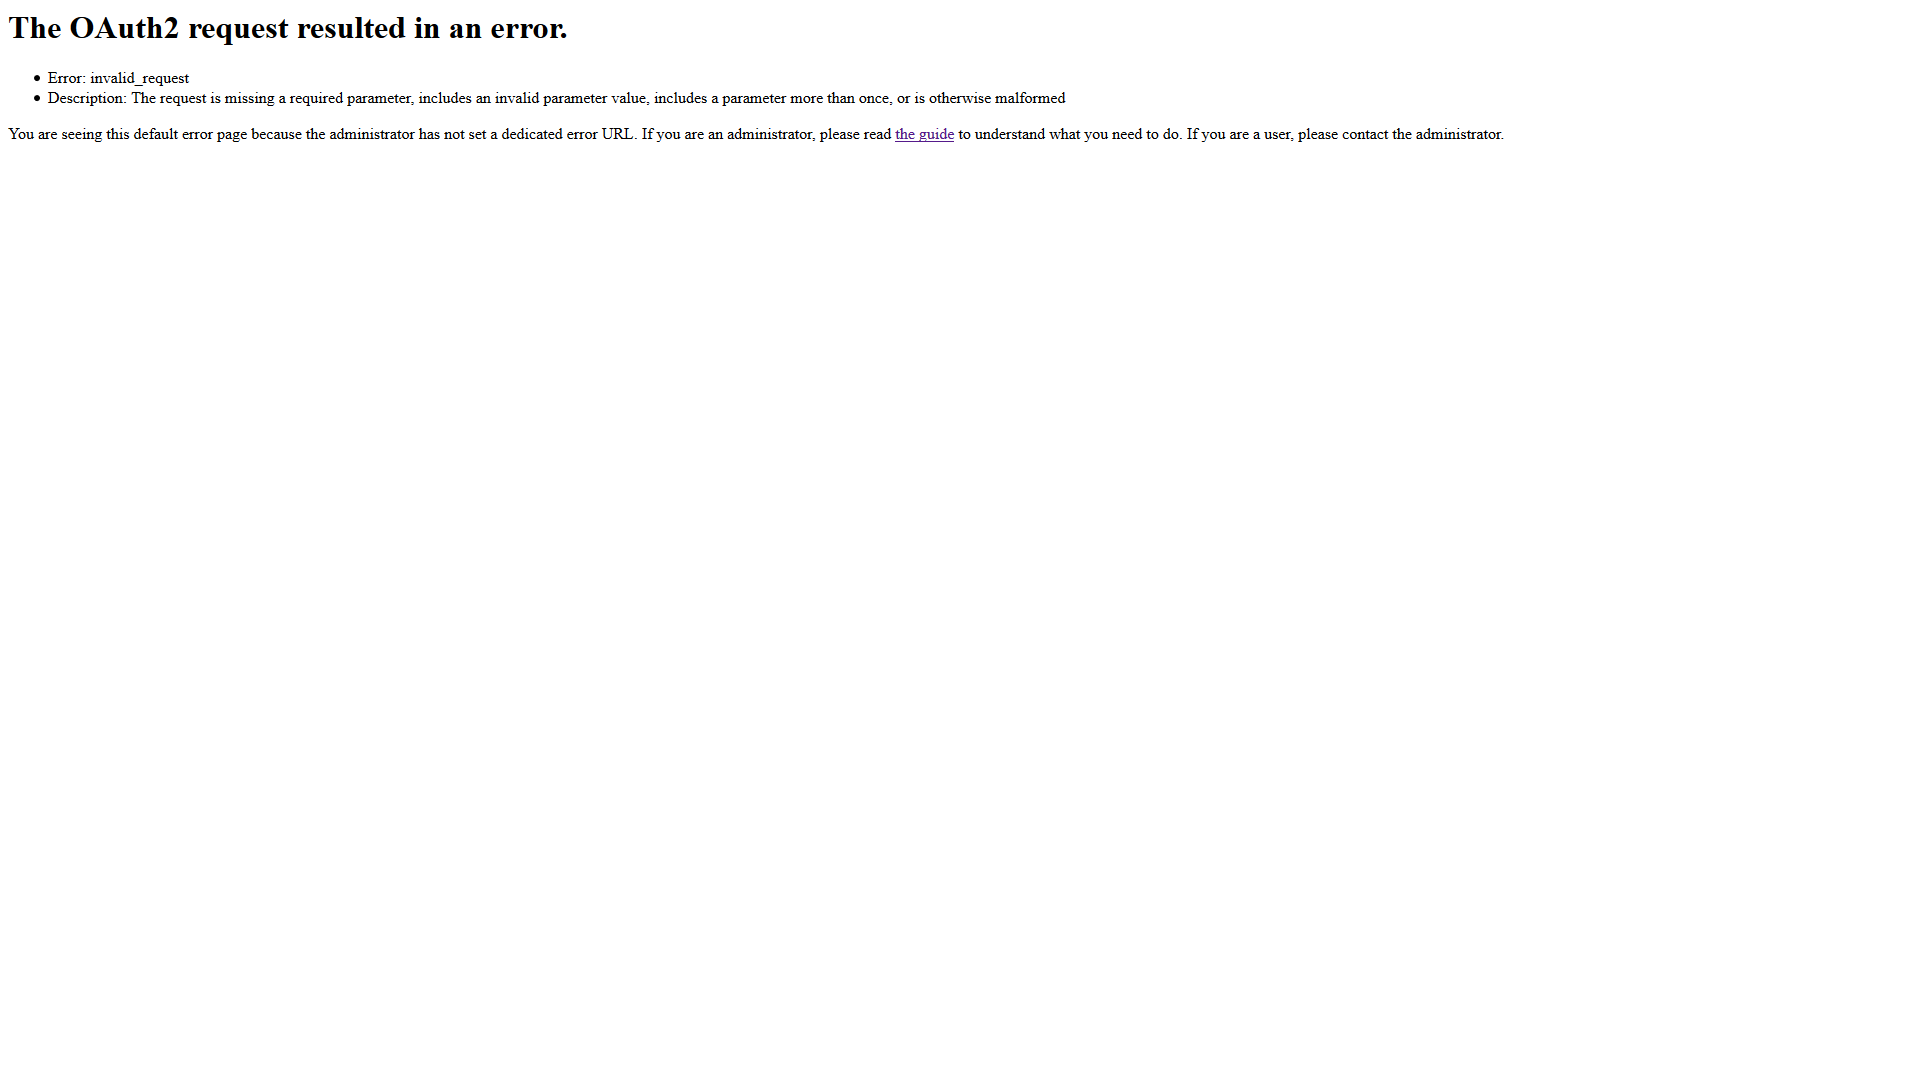 The OAuth2 request resulted in an error.
Error: invalid_request
Description: The request is missing a required parameter, includes an invalid parameter value, includes a parameter more than once, or is otherwise malformed
You are seeing this default error page because the administrator has not set a dedicated error URL. If you are an administrator, please read the guide to understand what you need to do. If you are a user, please contact the administrator.